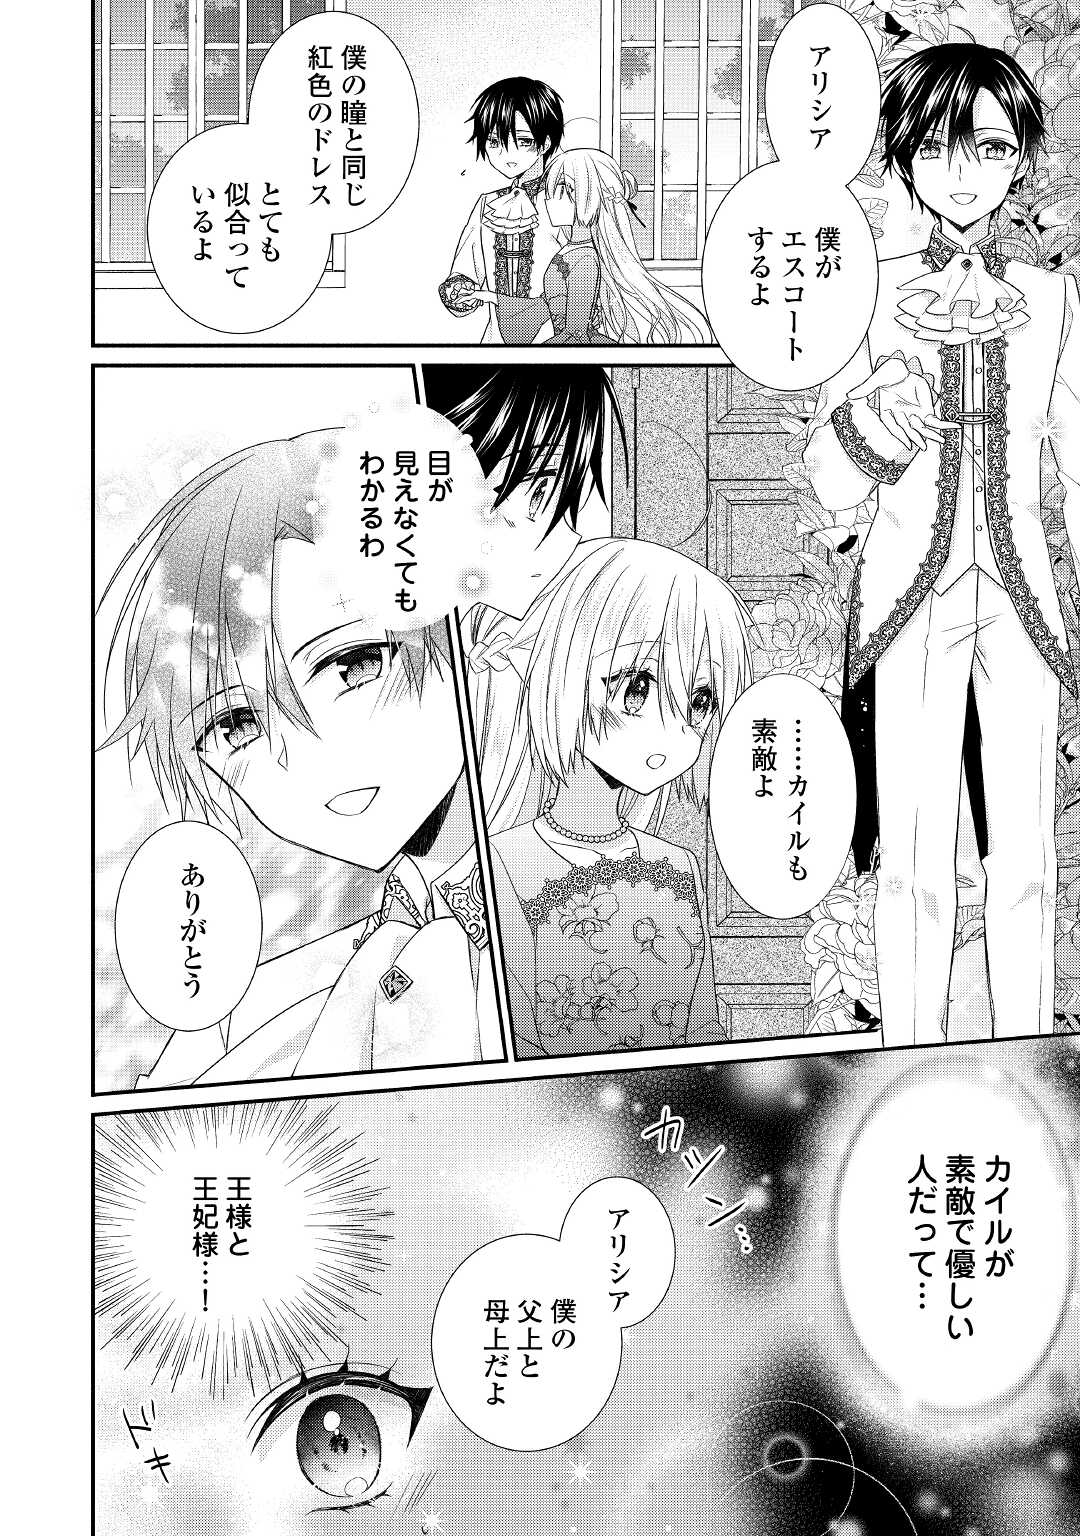 アリシア
僕が
エスコート
するよ
僕の瞳と同じ
紅色のドレス
とても
似合って
いるよ
……カイルも
素敵よ
目が
見えなくても
わかるわ
ありがとう
カイルが
素敵で優しい
人だって…
カツン
アリシア
僕の
父上と
母上だよ
王様と
王妃様…！
ドキ